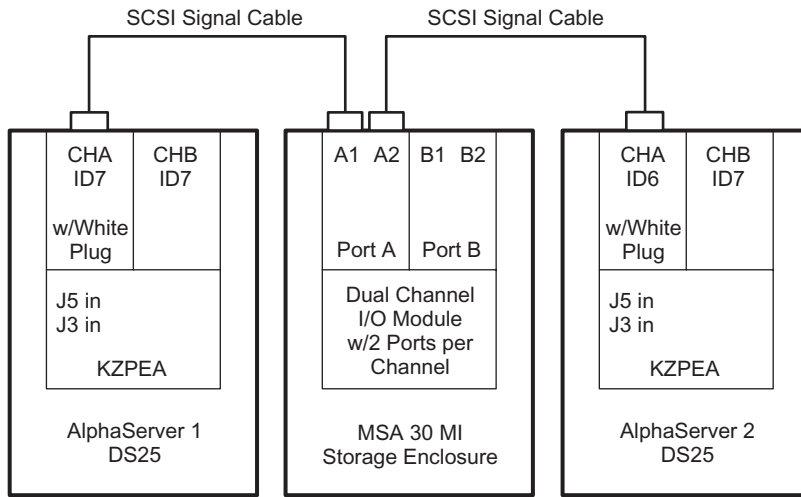 SCSI Signal Cable
SCSI Signal Cable
CHA
ID7
w/White
Plug
CHB
ID7
J5 in
J3 in
KZPEA
AlphaServer 1
DS25
A1 A2 B1 B2
Port A Port B
Dual Channel
I/O Module
w/2 Ports per
Channel
MSA 30 MI
Storage Enclosure
CHA
ID6
w/White
Plug
CHB
ID7
J5 in
J3 in
KZPEA
AlphaServer 2
DS25